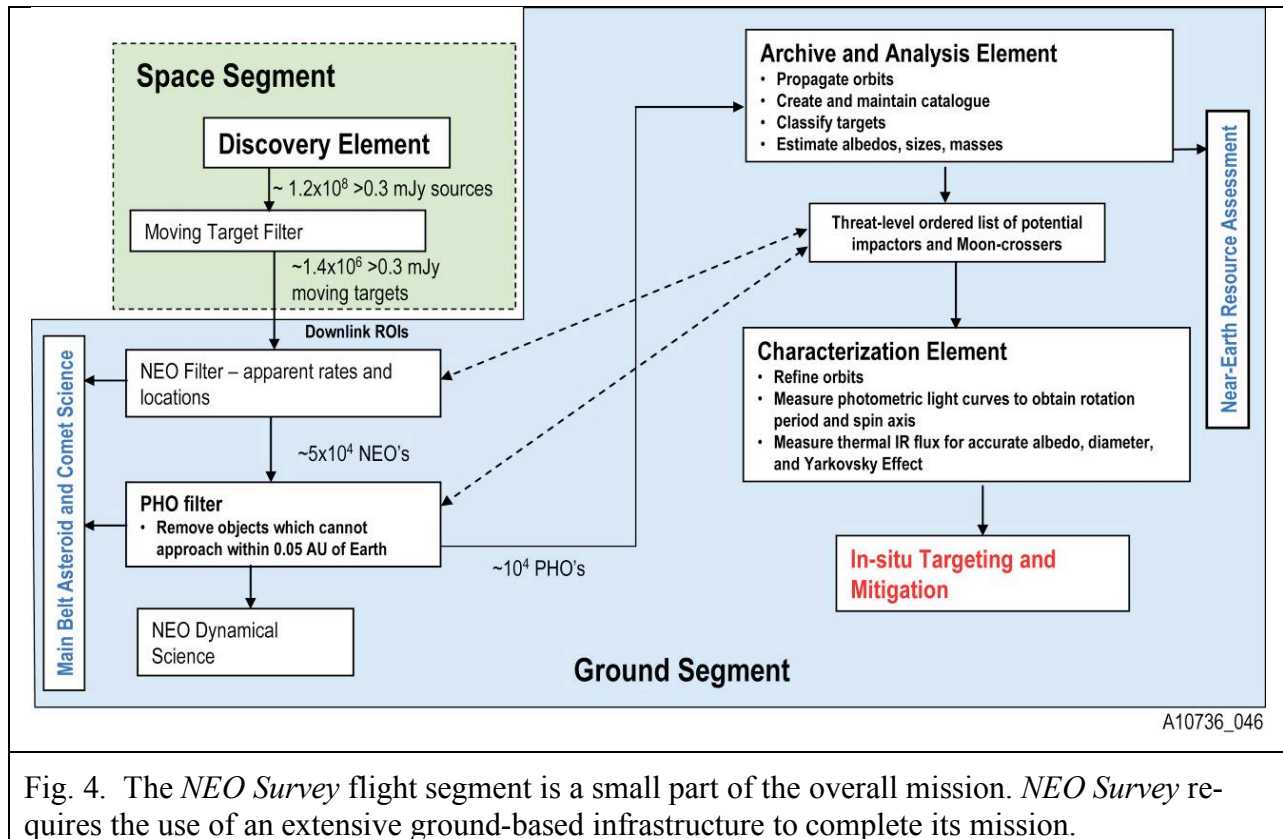 Space Segment
Discovery Element
~ 1.2x10⁸ >0.3 mJy sources
Moving Target Filter
~1.4x10⁶ >0.3 mJy
moving targets
Downlink ROIs
Main Belt Asteroid and Comet Science
NEO Filter – apparent rates and
locations
~5x10⁴ NEO's
PHO filter
• Remove objects which cannot
approach within 0.05 AU of Earth
~10⁴ PHO's
NEO Dynamical
Science
Archive and Analysis Element
• Propagate orbits
• Create and maintain catalogue
• Classify targets
• Estimate albedos, sizes, masses
Near-Earth Resource Assessment
Threat-level ordered list of potential
impactors and Moon-crossers
Characterization Element
• Refine orbits
• Measure photometric light curves to obtain rotation
period and spin axis
• Measure thermal IR flux for accurate albedo, diameter,
and Yarkovsky Effect
In-situ Targeting and
Mitigation
Ground Segment
A10736_046
Fig. 4.  The NEO Survey flight segment is a small part of the overall mission. NEO Survey re-
quires the use of an extensive ground-based infrastructure to complete its mission.